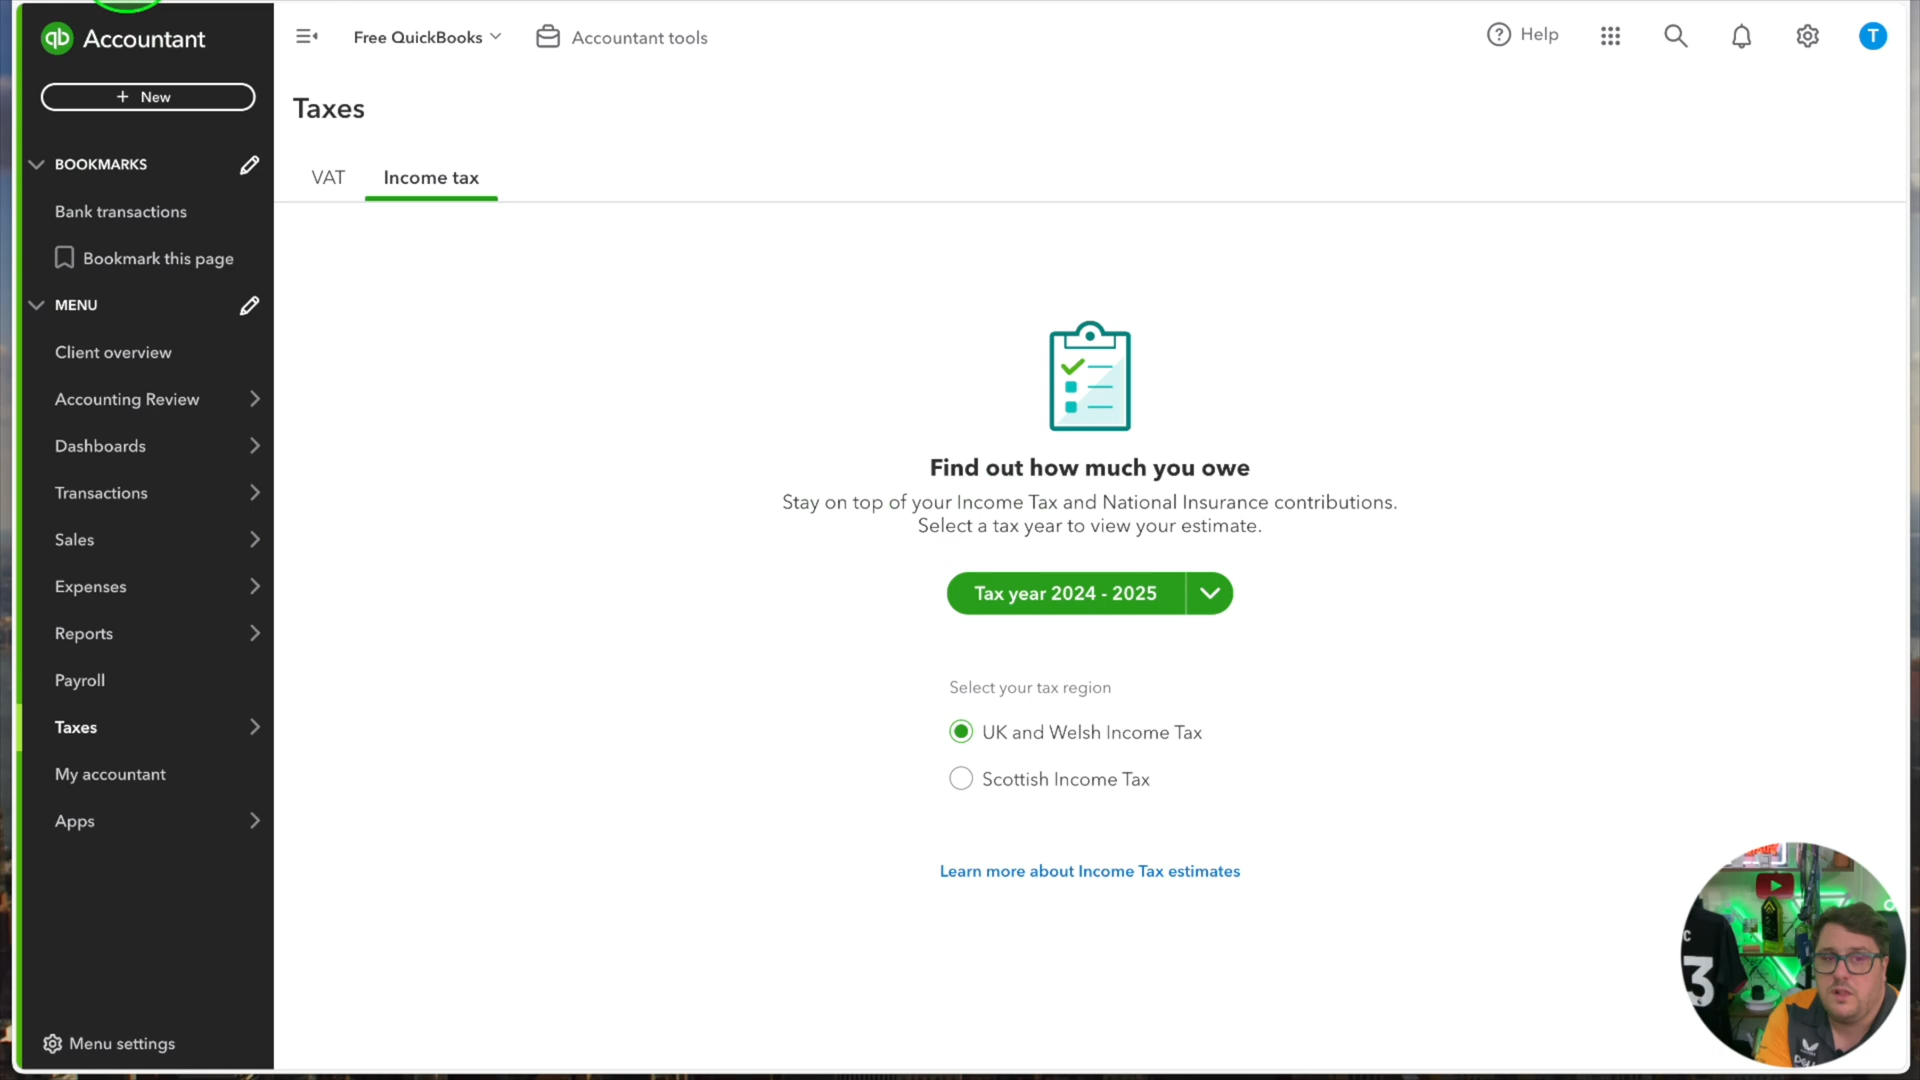 qb Accountant
Free QuickBooks
Accountant tools
Help
T
+ New
Taxes
BOOKMARKS
VAT
Income tax
Bank transactions
Bookmark this page
MENU
Client overview
Accounting Review
Dashboards
Transactions
Sales
Expenses
Reports
Payroll
Taxes
My accountant
Apps
Menu settings
Find out how much you owe
Stay on top of your Income Tax and National Insurance contributions.
Select a tax year to view your estimate.
Tax year 2024 - 2025
Select your tax region
UK and Welsh Income Tax
Scottish Income Tax
Learn more about Income Tax estimates
C
3